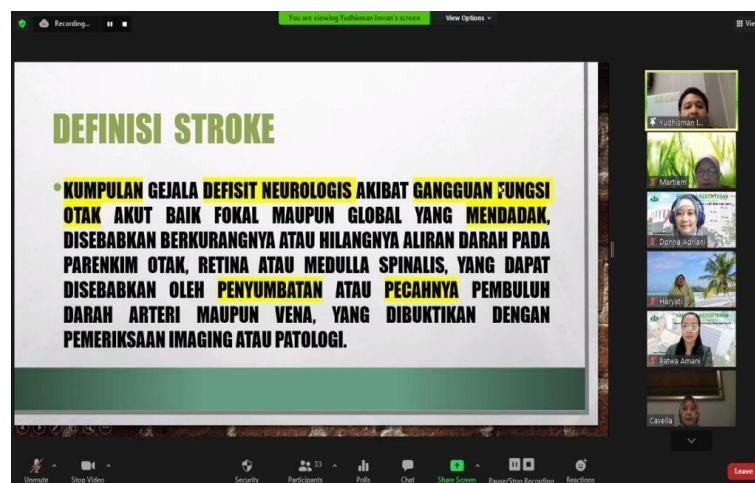 Recording...
You are viewing Yudhisman Imran's screen
View Options
DEFINISI STROKE
•KUMPULAN GEJALA DEFISIT NEUROLOGIS AKIBAT GANGGUAN FUNGSI
OTAK AKUT BAIK FOKAL MAUPUN GLOBAL YANG MENDADAK,
DISEBABKAN BERKURANGNYA ATAU HILANGNYA ALIRAN DARAH PADA
PARENKIM OTAK, RETINA ATAU MEDULLA SPINALIS, YANG DAPAT
DISEBABKAN OLEH PENYUMBATAN ATAU PECAHNYA PEMBULUH
DARAH ARTERI MAUPUN VENA, YANG DIBUKTIKAN DENGAN
PEMERIKSAAN IMAGING ATAU PATOLOGI.
Yudhisman I...
Martiem
Donna Adriani
Haryati
Ratwa Amani
Cavella
Unmute
Stop Video
Security
Participants
33
Polls
Chat
Share Screen
Pause/Stop Recording
Reactions
Leave